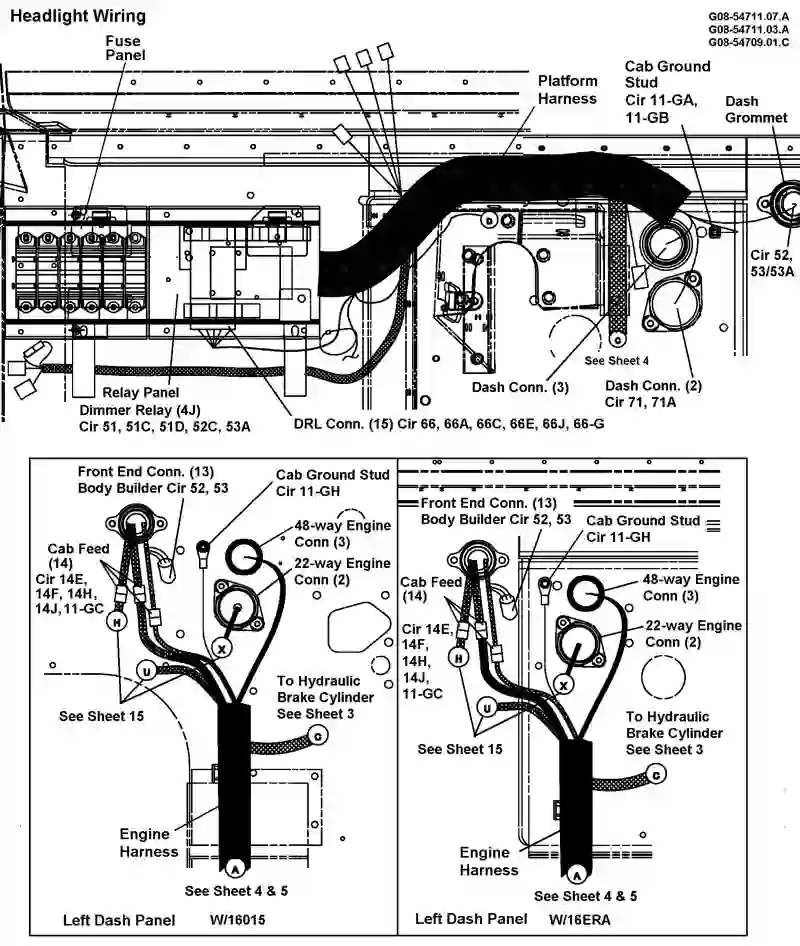 Headlight Wiring
G08-54711.07.A
G08-54711.03.A
G08-54709.01.C
Fuse
Panel
Platform
Harness
Cab Ground
Stud
Cir 11-GA,
11-GB
Dash
Grommet
D
Cir 52,
53/53A
G
See Sheet 4
Relay Panel
Dimmer Relay (4J)
Cir 51, 51C, 51D, 52C, 53A
Dash Conn. (3)
Dash Conn. (2)
Cir 71, 71A
DRL Conn. (15) Cir 66, 66A, 66C, 66E, 66J, 66-G
Front End Conn. (13)
Body Builder Cir 52, 53
Cab Ground Stud
Cir 11-GH
48-way Engine
Conn (3)
22-way Engine
Conn (2)
Cab Feed
(14)
Cir 14E,
14F, 14H,
14J, 11-GC
H
X
U
See Sheet 15
To Hydraulic
Brake Cylinder
See Sheet 3
G
Engine
Harness
A
See Sheet 4 & 5
Left Dash Panel W/16015
Front End Conn. (13)
Body Builder Cir 52, 53
Cab Ground Stud
Cir 11-GH
48-way Engine
Conn (3)
22-way Engine
Conn (2)
Cab Feed
(14)
Cir 14E,
14F,
14H,
14J,
11-GC
H
X
U
See Sheet 15
To Hydraulic
Brake Cylinder
See Sheet 3
G
Engine
Harness
A
See Sheet 4 & 5
Left Dash Panel W/16ERA